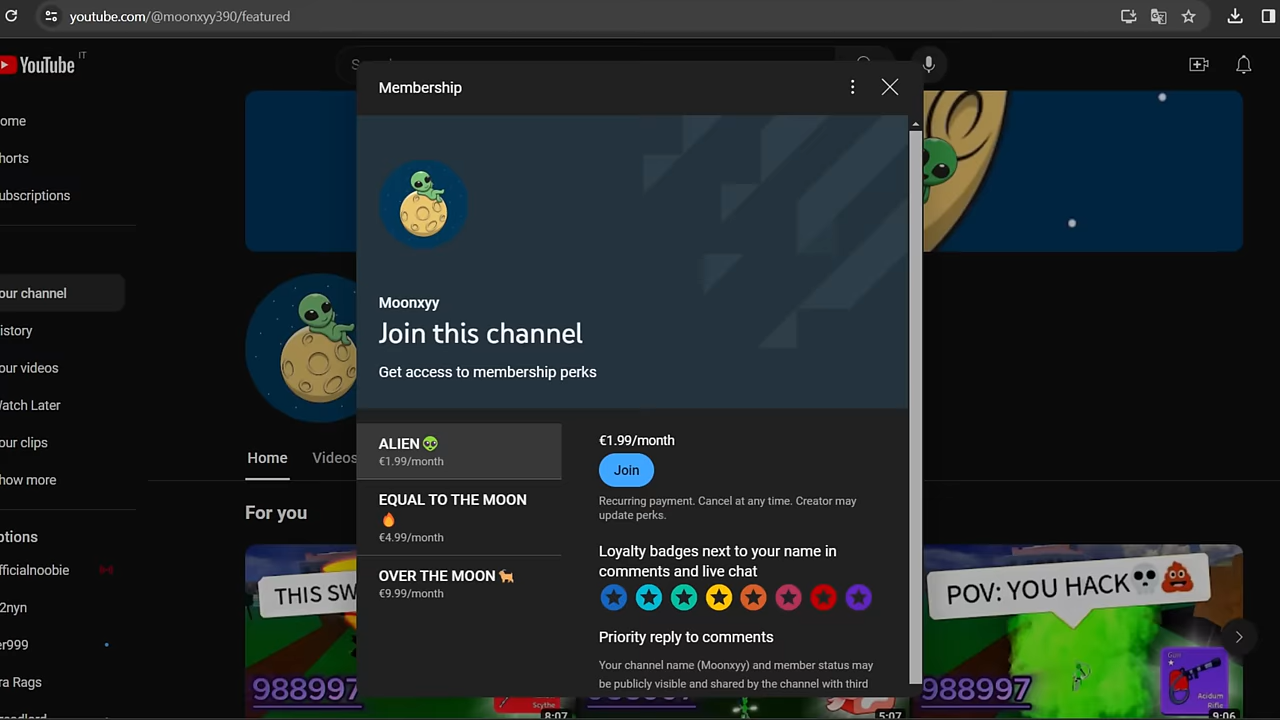 youtube.com/@moonxyy390/featured
YouTube IT
ome
horts
ubscriptions
our channel
istory
our videos
atch Later
our clips
how more
ptions
fficialnoobie
2nyn
er999
ra Rags
Membership
Moonxyy
Join this channel
Get access to membership perks
ALIEN👽
€1.99/month
EQUAL TO THE MOON
🔥
€4.99/month
OVER THE MOON🐕
€9.99/month
€1.99/month
Join
Recurring payment. Cancel at any time. Creator may
update perks.
Loyalty badges next to your name in
comments and live chat
Priority reply to comments
Your channel name (Moonxyy) and member status may
be publicly visible and shared by the channel with third
Home Videos
For you
THIS SW
988997
Scythe
8:07
5:07
POV: YOU HACK💀💩
988997
Gun
Acidum
Rifle
9:06